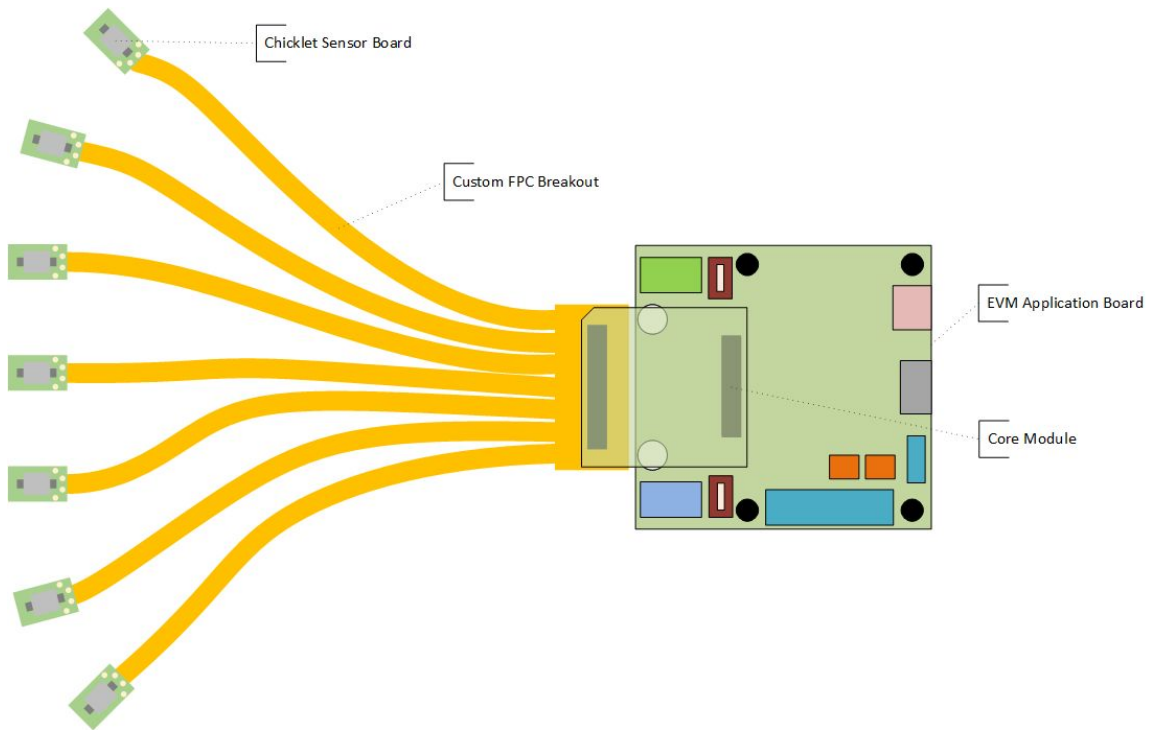 Chicklet Sensor Board
Custom FPC Breakout
EVM Application Board
Core Module